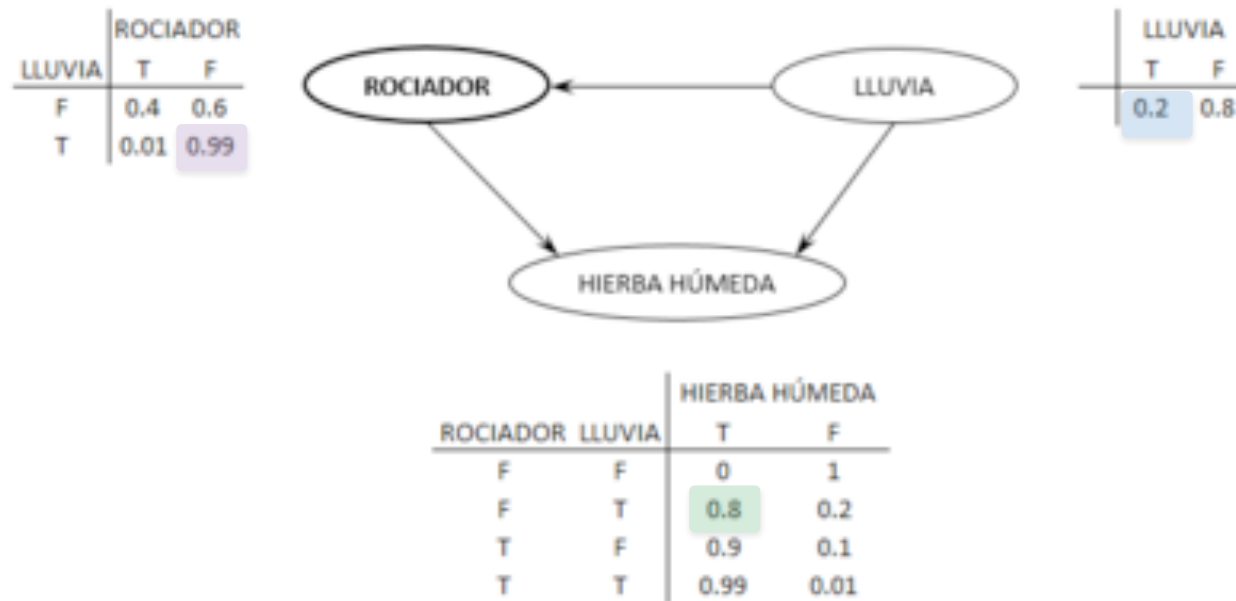 ROCIADOR
LLUVIA T F
F 0.4 0.6
T 0.01 0.99
ROCIADOR
LLUVIA
LLUVIA
T F
0.2 0.8
HIERBA HÚMEDA
HIERBA HÚMEDA
ROCIADOR LLUVIA T F
F F 0 1
F T 0.8 0.2
T F 0.9 0.1
T T 0.99 0.01